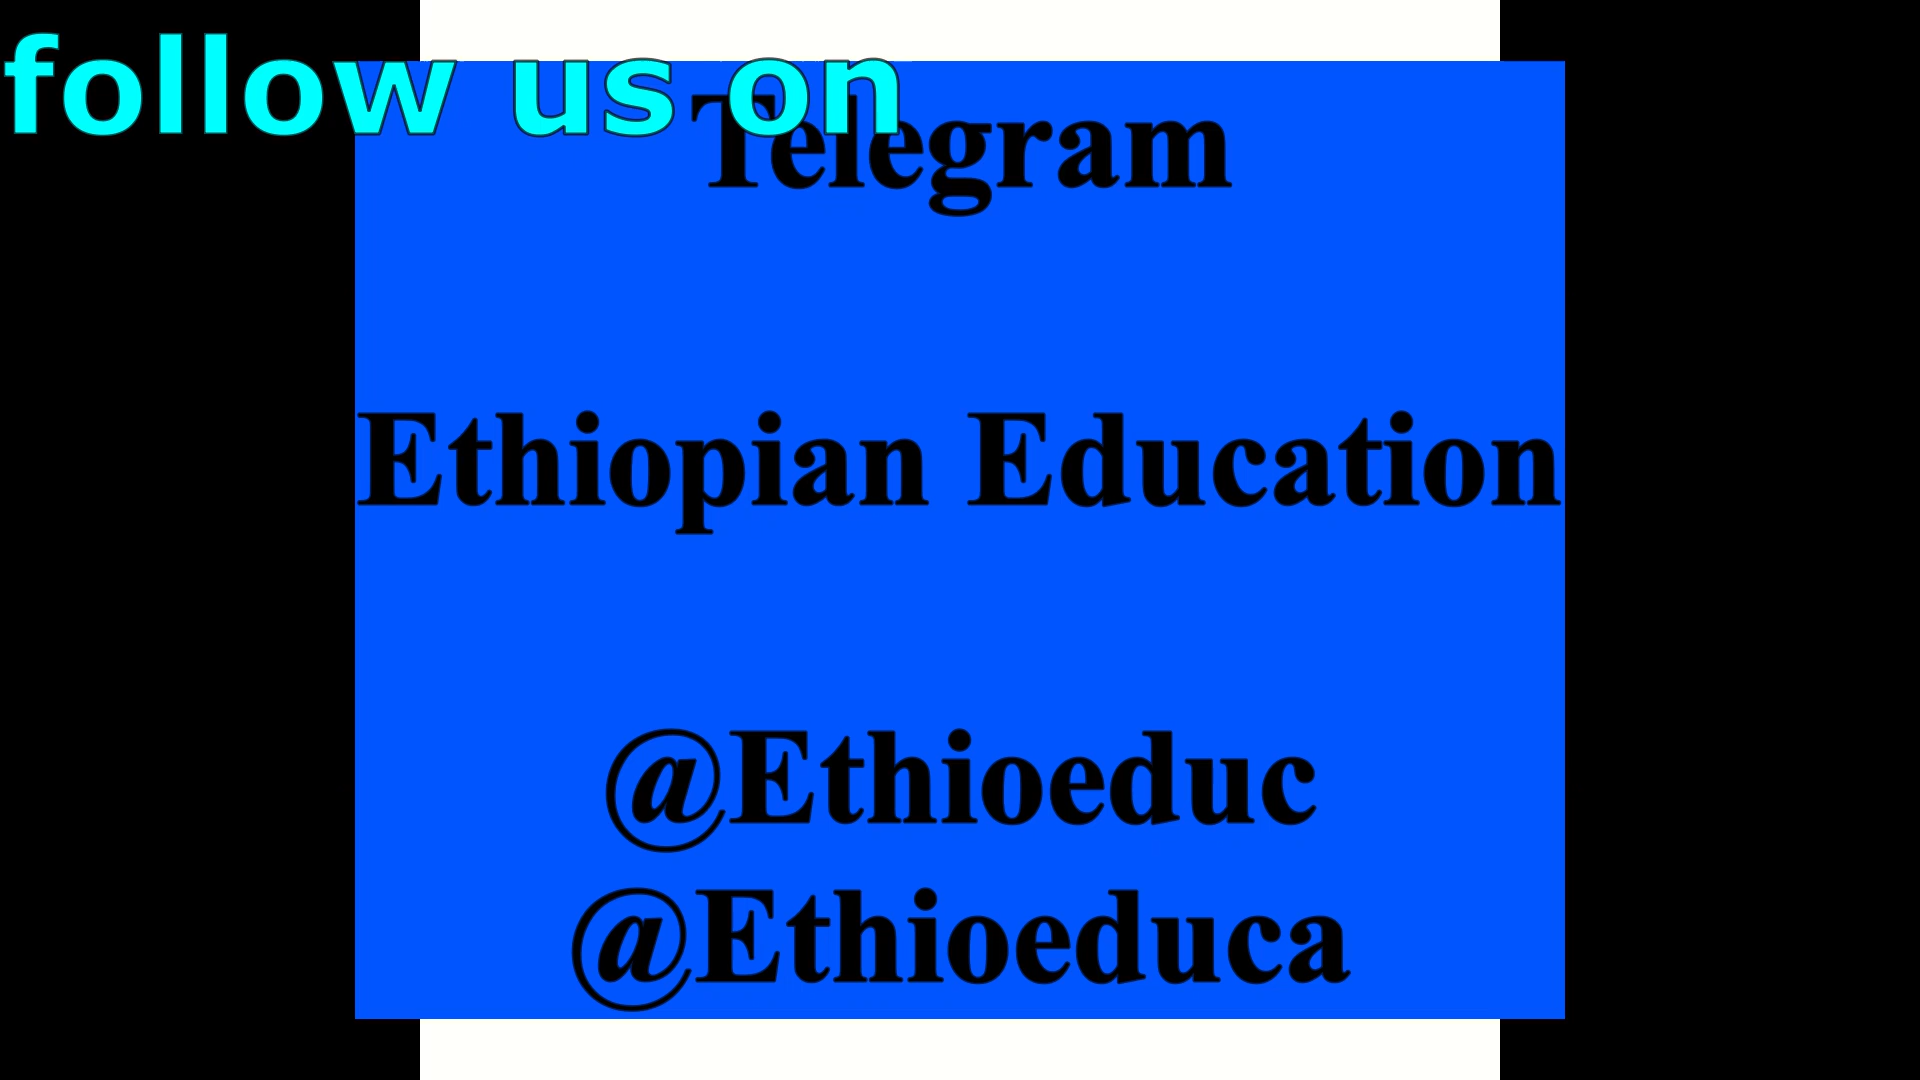 follow us on
Telegram
Ethiopian Education
@Ethioeduc
@Ethioeduca